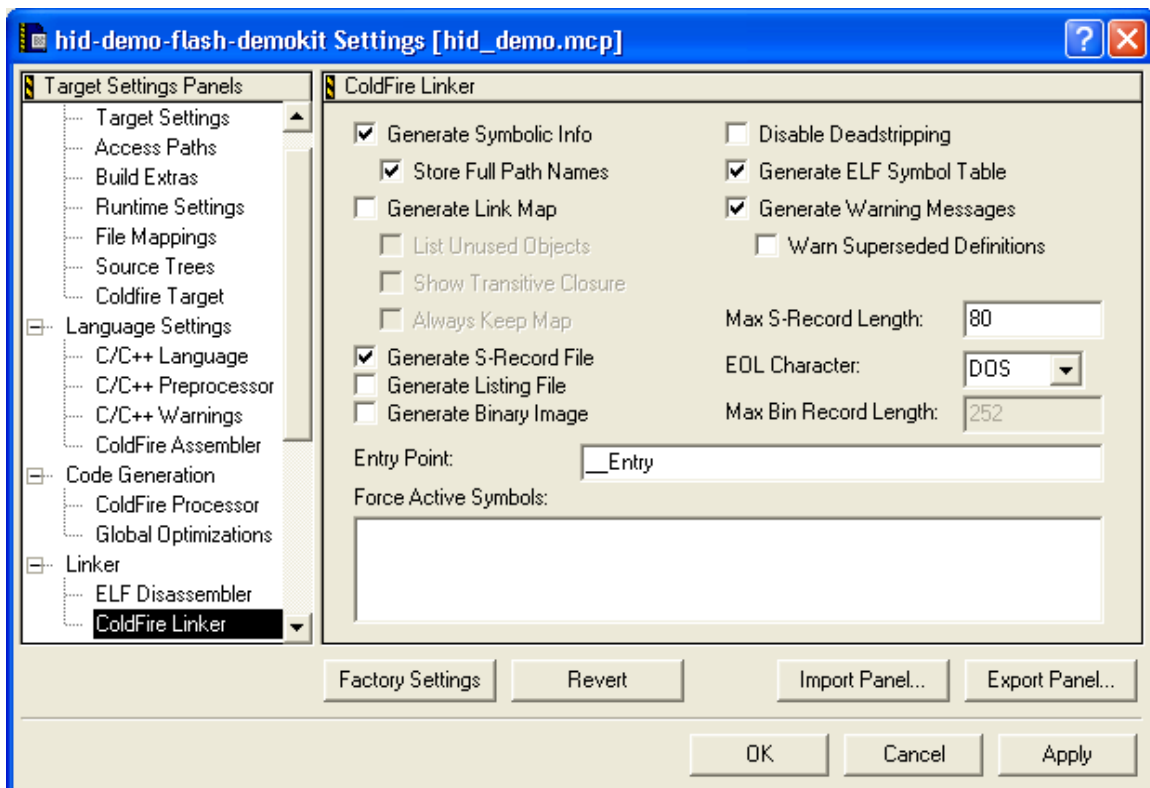 hid-demo-flash-demokit Settings [hid_demo.mcp]
Target Settings Panels
Target Settings
Access Paths
Build Extras
Runtime Settings
File Mappings
Source Trees
Coldfire Target
Language Settings
C/C++ Language
C/C++ Preprocessor
C/C++ Warnings
ColdFire Assembler
Code Generation
ColdFire Processor
Global Optimizations
Linker
ELF Disassembler
ColdFire Linker
ColdFire Linker
Generate Symbolic Info
Store Full Path Names
Generate Link Map
List Unused Objects
Show Transitive Closure
Always Keep Map
Generate S-Record File
Generate Listing File
Generate Binary Image
Disable Deadstripping
Generate ELF Symbol Table
Generate Warning Messages
Warn Superseded Definitions
Max S-Record Length: 80
EOL Character: DOS
Max Bin Record Length: 252
Entry Point: __Entry
Force Active Symbols:
Factory Settings Revert Import Panel... Export Panel...
OK Cancel Apply